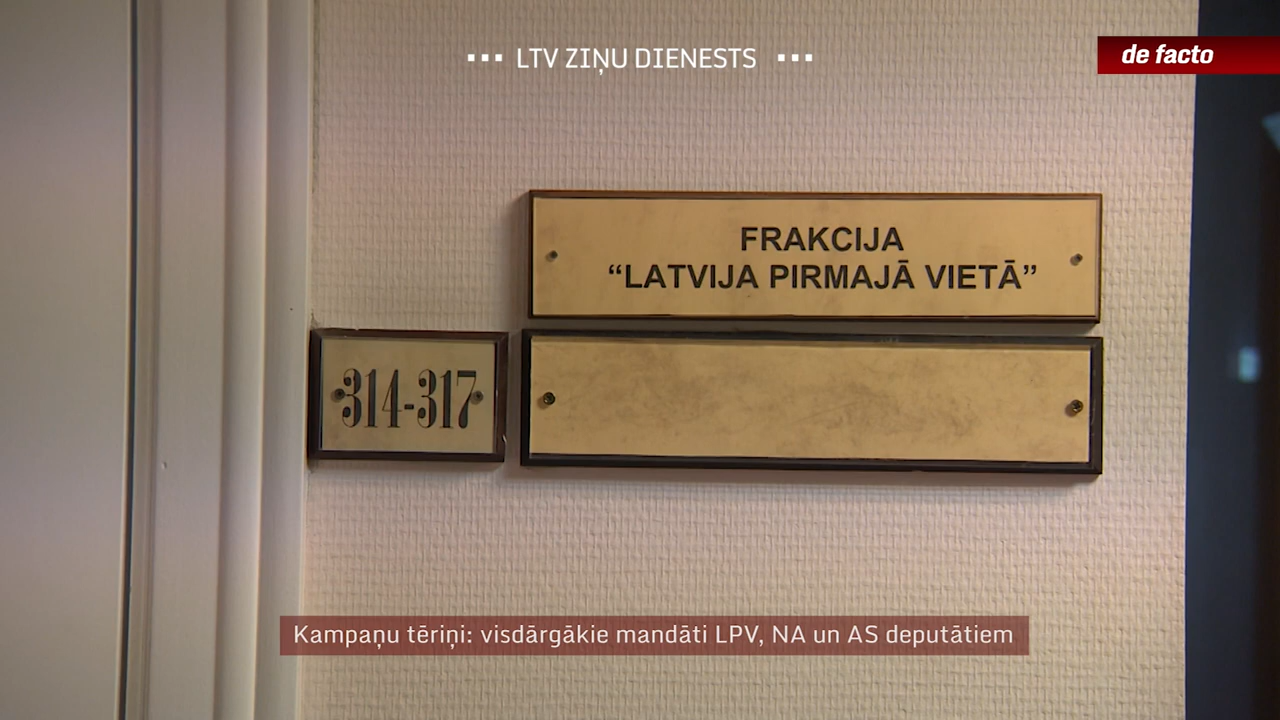 LTV ZIŅU DIENESTS
de facto
FRAKCIJA
“LATVIJA PIRMAJĀ VIETĀ”
314-317
Kampaņu tēriņi: visdārgākie mandāti LPV, NA un AS deputātiem